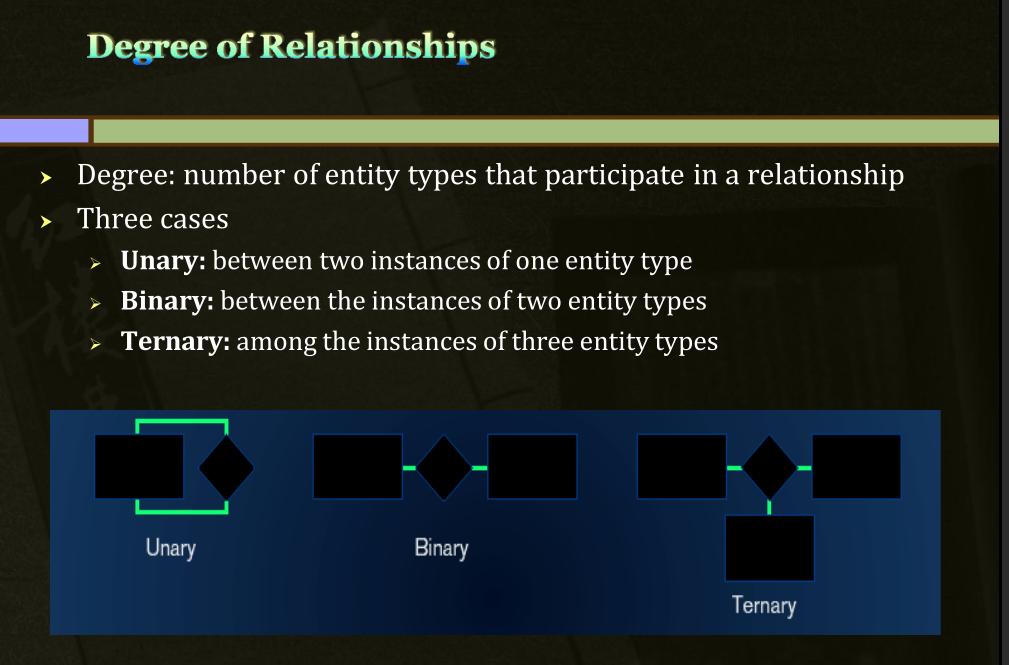 Degree of Relationships
Degree: number of entity types that participate in a relationship
Three cases
Unary: between two instances of one entity type
Binary: between the instances of two entity types
Ternary: among the instances of three entity types
Unary
Binary
Ternary